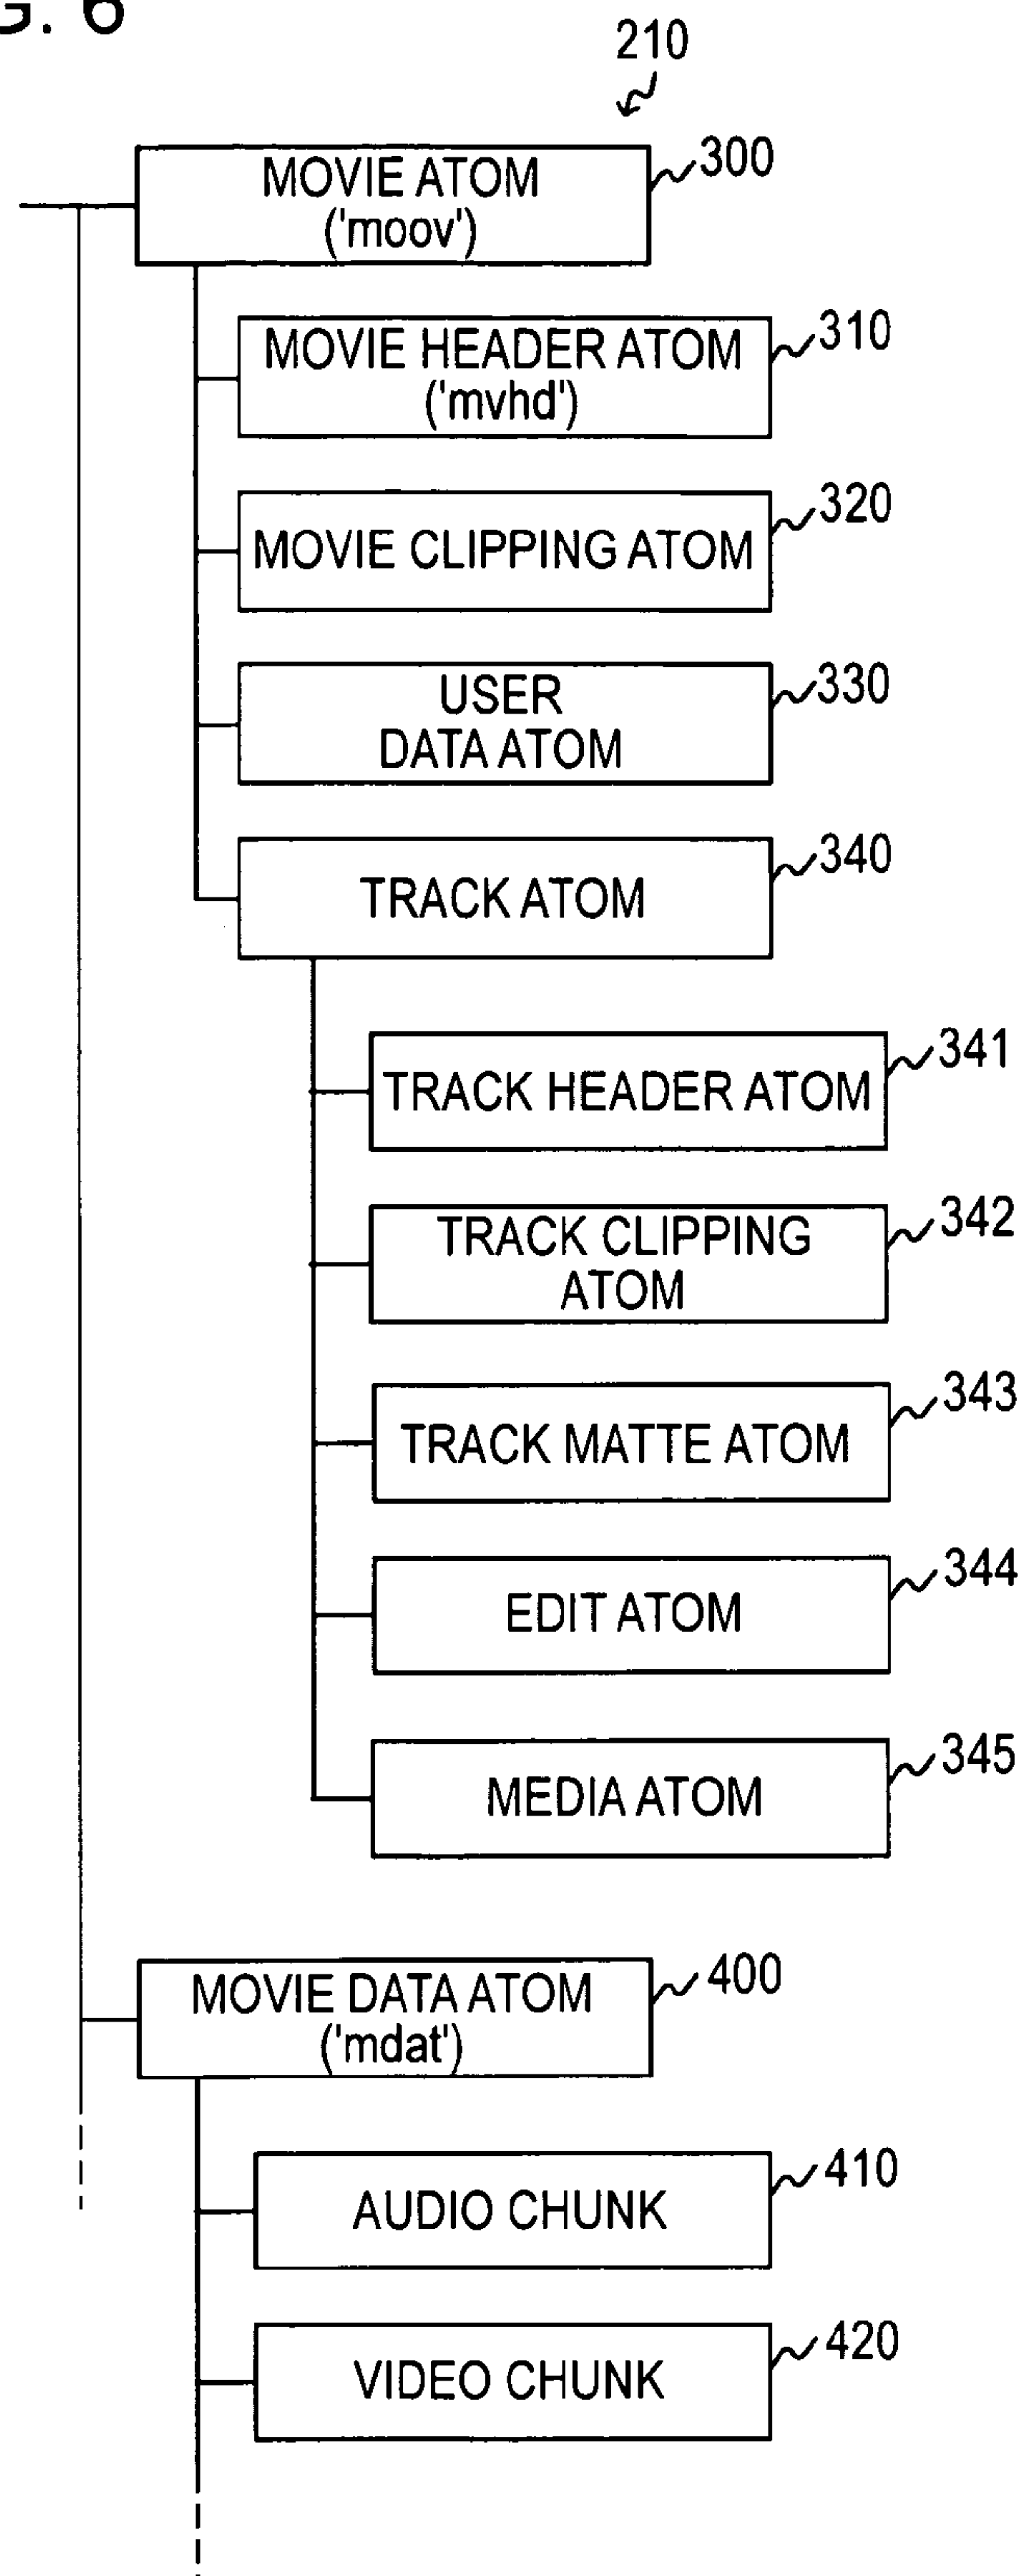 G. 6
210
MOVIE ATOM
('moov')
300
MOVIE HEADER ATOM
('mvhd')
310
MOVIE CLIPPING ATOM
320
USER
DATA ATOM
330
TRACK ATOM
340
TRACK HEADER ATOM
341
TRACK CLIPPING
ATOM
342
TRACK MATTE ATOM
343
EDIT ATOM
344
MEDIA ATOM
345
MOVIE DATA ATOM
('mdat')
400
AUDIO CHUNK
410
VIDEO CHUNK
420